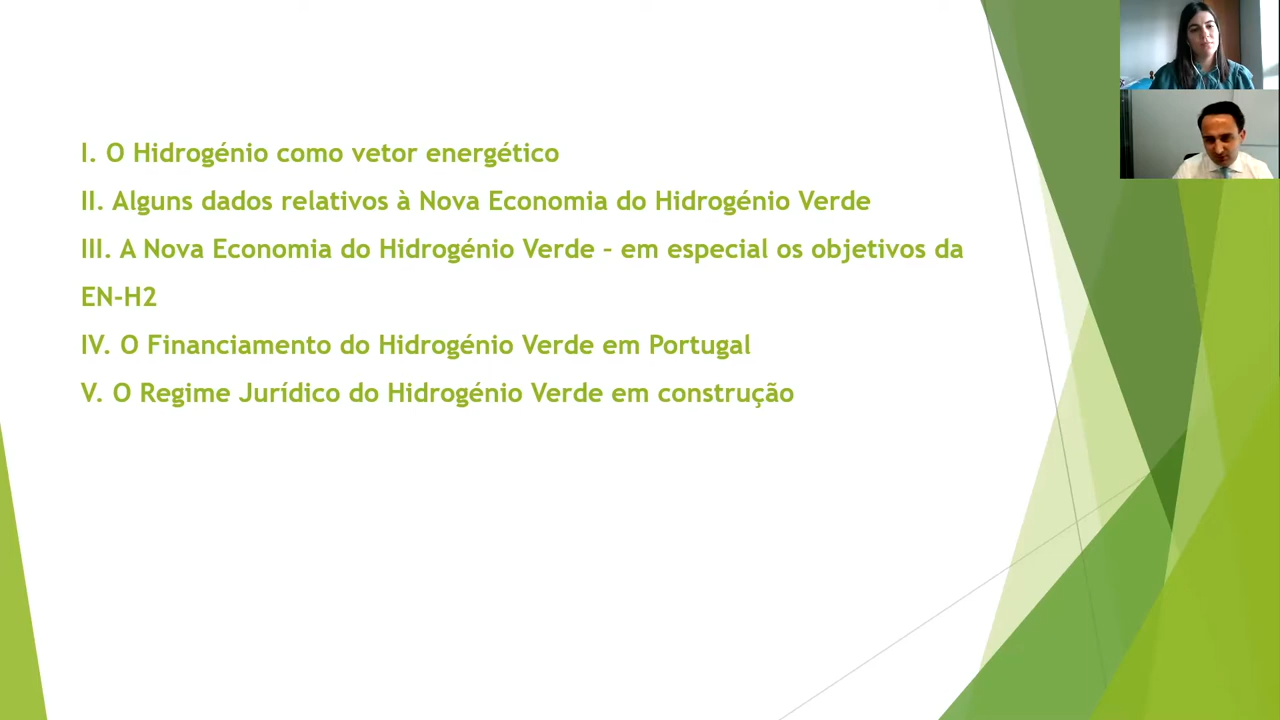 I. O Hidrogénio como vetor energético
II. Alguns dados relativos à Nova Economia do Hidrogénio Verde
III. A Nova Economia do Hidrogénio Verde – em especial os objetivos da
EN-H2
IV. O Financiamento do Hidrogénio Verde em Portugal
V. O Regime Jurídico do Hidrogénio Verde em construção